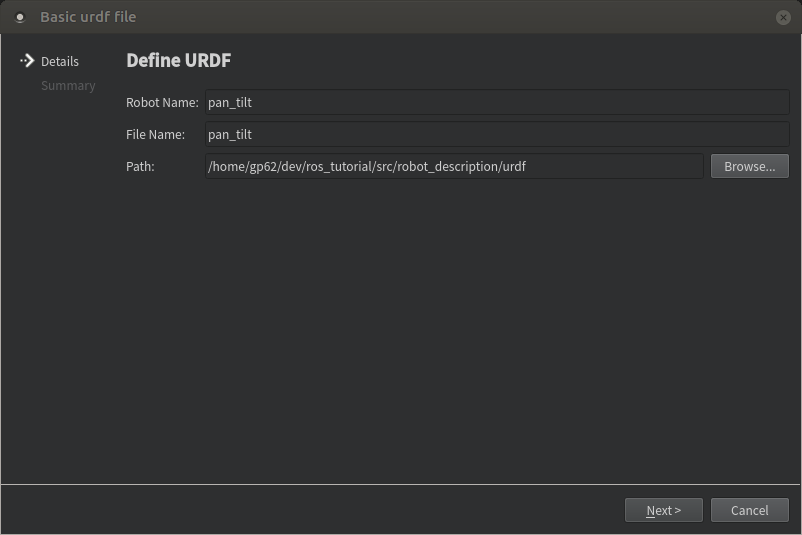 Basic urdf file
Details
Summary
Define URDF
Robot Name: pan_tilt
File Name: pan_tilt
Path: /home/gp62/dev/ros_tutorial/src/robot_description/urdf Browse...
Next > Cancel